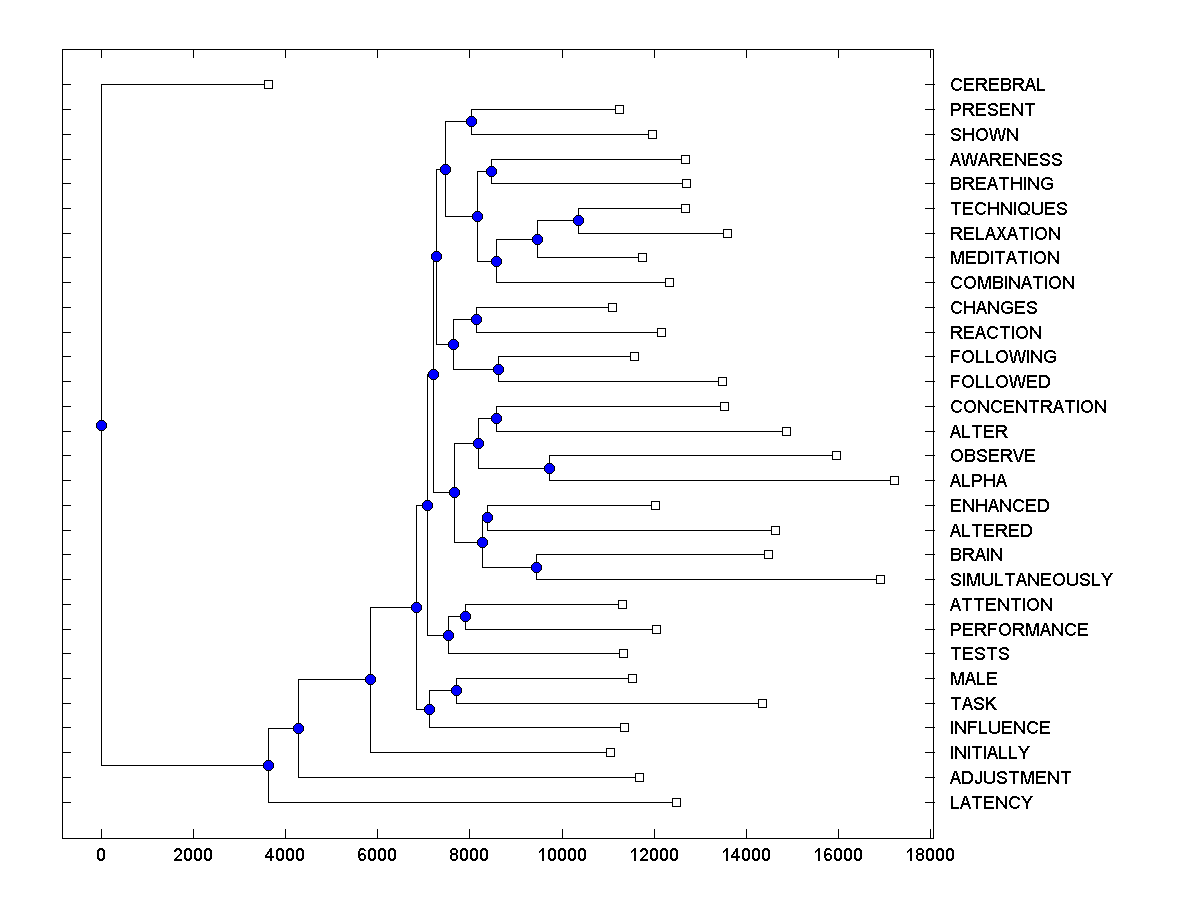 CEREBRAL
PRESENT
SHOWN
AWARENESS
BREATHING
TECHNIQUES
RELAXATION
MEDITATION
COMBINATION
CHANGES
REACTION
FOLLOWING
FOLLOWED
CONCENTRATION
ALTER
OBSERVE
ALPHA
ENHANCED
ALTERED
BRAIN
SIMULTANEOUSLY
ATTENTION
PERFORMANCE
TESTS
MALE
TASK
INFLUENCE
INITIALLY
ADJUSTMENT
LATENCY
0 2000 4000 6000 8000 10000 12000 14000 16000 18000